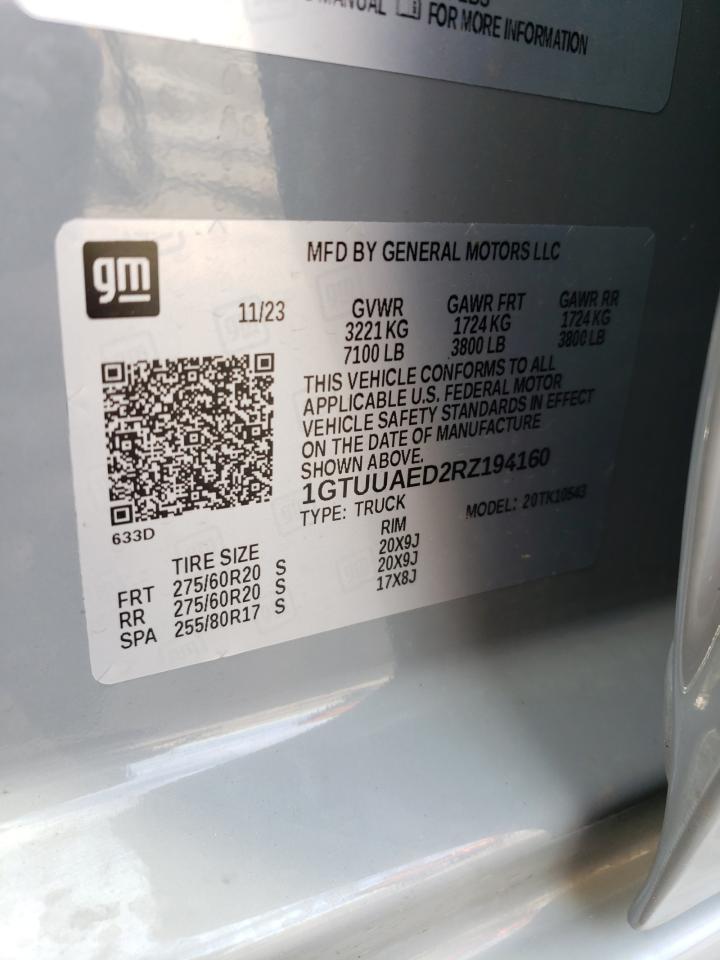 MANUAL FOR MORE INFORMATION
gm
MFD BY GENERAL MOTORS LLC
11/23
GVWR GAWR FRT GAWR RR
3221 KG 1724 KG 1724 KG
7100 LB 3800 LB 3800 LB
THIS VEHICLE CONFORMS TO ALL
APPLICABLE U.S. FEDERAL MOTOR
VEHICLE SAFETY STANDARDS IN EFFECT
ON THE DATE OF MANUFACTURE
SHOWN ABOVE.
1GTUUAED2RZ194160
TYPE: TRUCK MODEL: 20TK10543
633D
TIRE SIZE RIM
FRT 275/60R20 S 20X9J
RR 275/60R20 S 20X9J
SPA 255/80R17 S 17X8J